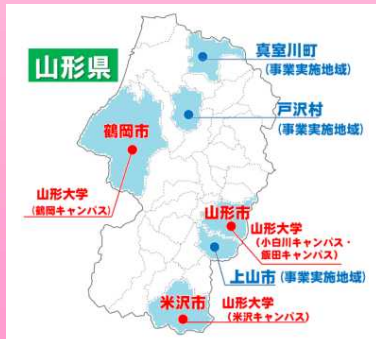 山形県
真室川町
(事業実施地域)
戸沢村
(事業実施地域)
鶴岡市
山形大学
(鶴岡キャンパス)
山形市
山形大学
(小白川キャンパス・
飯田キャンパス)
上山市 (事業実施地域)
米沢市
山形大学
(米沢キャンパス)